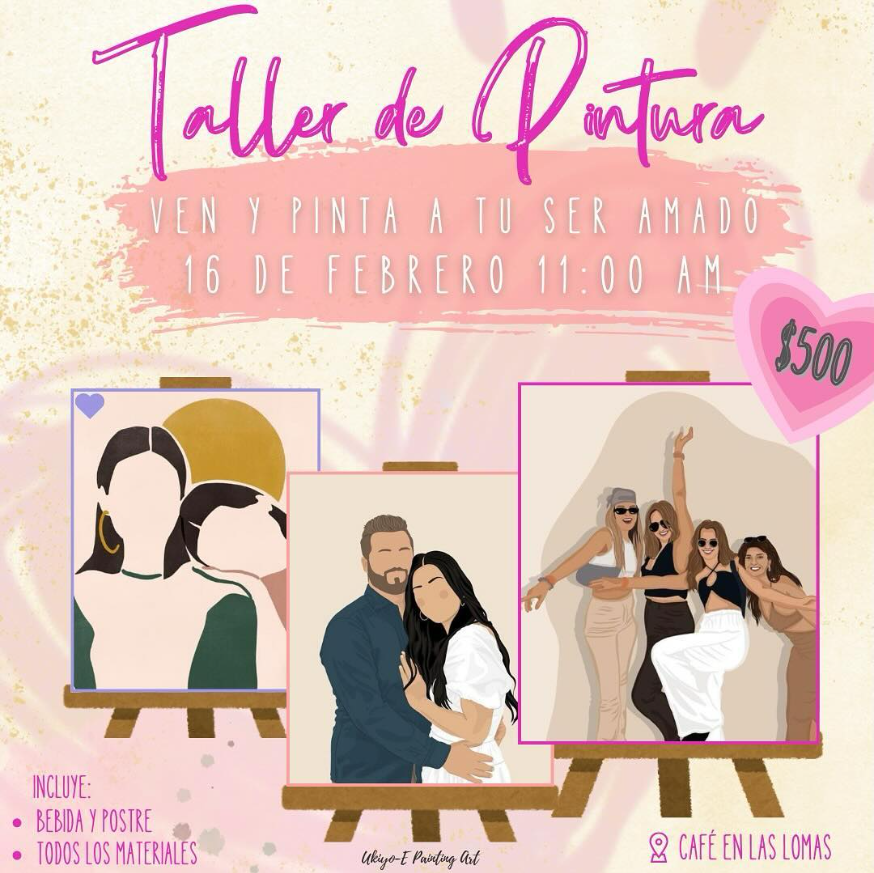 Taller de Pintura
VEN Y PINTA A TU SER AMADO
16 DE FEBRERO 11:00 AM
$500
INCLUYE:
• BEBIDA Y POSTRE
• TODOS LOS MATERIALES
Ukiyo-E Painting Art
CAFÉ EN LAS LOMAS